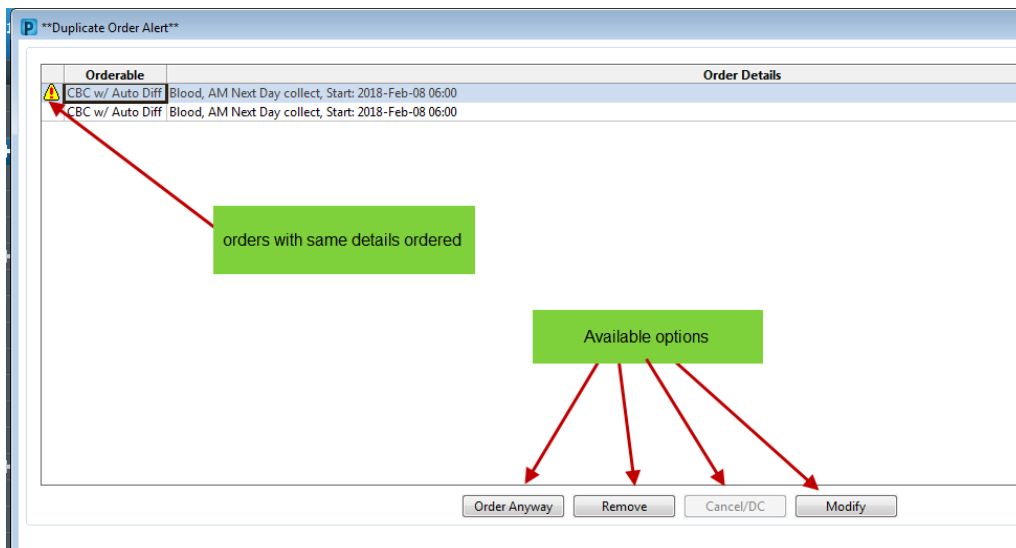 P **Duplicate Order Alert**
Orderable Order Details
CBC w/ Auto Diff Blood, AM Next Day collect, Start: 2018-Feb-08 06:00
CBC w/ Auto Diff Blood, AM Next Day collect, Start: 2018-Feb-08 06:00
orders with same details ordered
Available options
Order Anyway Remove Cancel/DC Modify